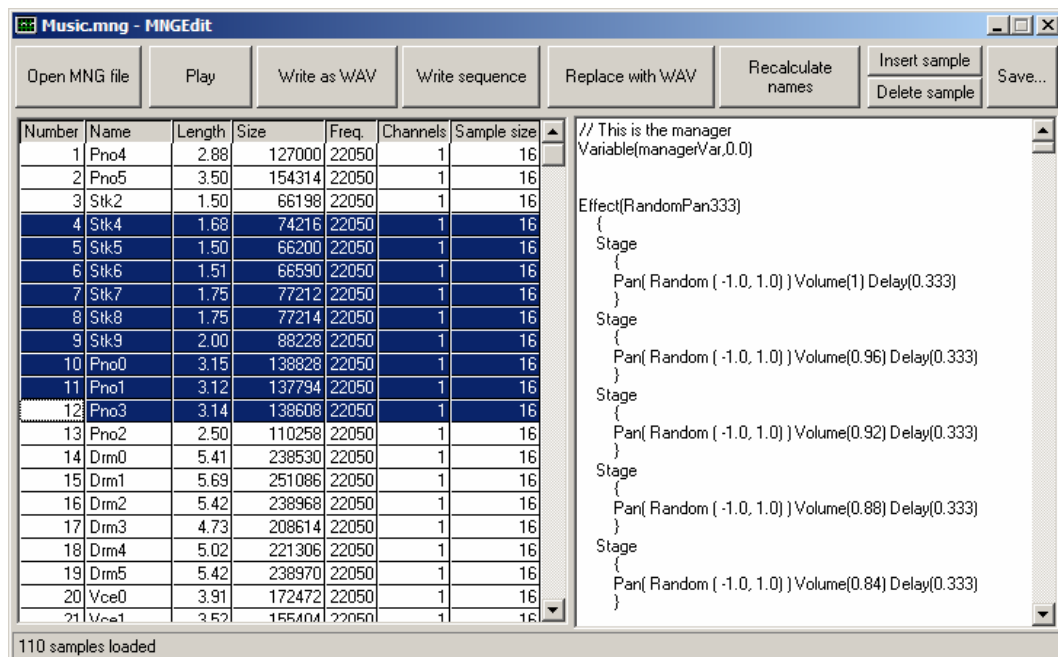 Music.mng - MNGEdit
Open MNG file
Play
Write as WAV
Write sequence
Replace with WAV
Recalculate names
Insert sample
Delete sample
Save...
Number Name Length Size Freq. Channels Sample size
1 Pno4 2.88 127000 22050 1 16
2 Pno5 3.50 154314 22050 1 16
3 Stk2 1.50 66198 22050 1 16
4 Stk4 1.68 74216 22050 1 16
5 Stk5 1.50 66200 22050 1 16
6 Stk6 1.51 66590 22050 1 16
7 Stk7 1.75 77212 22050 1 16
8 Stk8 1.75 77214 22050 1 16
9 Stk9 2.00 88228 22050 1 16
10 Pno0 3.15 138828 22050 1 16
11 Pno1 3.12 137794 22050 1 16
12 Pno3 3.14 138608 22050 1 16
13 Pno2 2.50 110258 22050 1 16
14 Drm0 5.41 238530 22050 1 16
15 Drm1 5.69 251086 22050 1 16
16 Drm2 5.42 238968 22050 1 16
17 Drm3 4.73 208614 22050 1 16
18 Drm4 5.02 221306 22050 1 16
19 Drm5 5.42 238970 22050 1 16
20 Vce0 3.91 172472 22050 1 16
21 Vce1 3.52 155404 22050 1 16
// This is the manager
Variable(managerVar,0.0)
Effect(RandomPan333)
{
Stage
{
Pan( Random ( -1.0, 1.0) ) Volume(1) Delay(0.333)
}
Stage
{
Pan( Random ( -1.0, 1.0) ) Volume(0.96) Delay(0.333)
}
Stage
{
Pan( Random ( -1.0, 1.0) ) Volume(0.92) Delay(0.333)
}
Stage
{
Pan( Random ( -1.0, 1.0) ) Volume(0.88) Delay(0.333)
}
Stage
{
Pan( Random ( -1.0, 1.0) ) Volume(0.84) Delay(0.333)
}
110 samples loaded